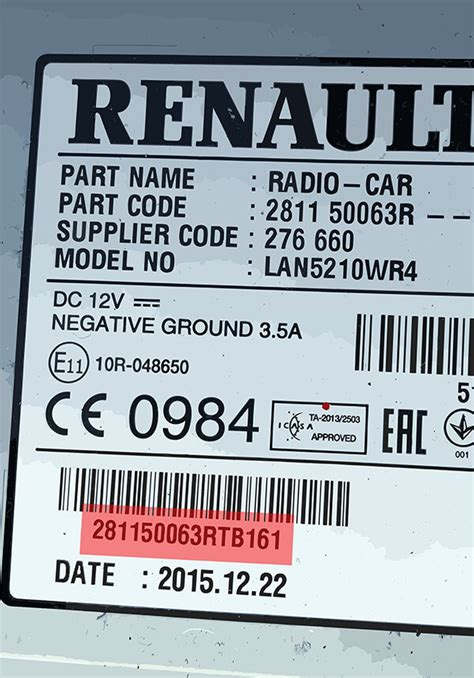 RENAULT
PART NAME : RADIO-CAR
PART CODE : 2811 50063R --
SUPPLIER CODE : 276 660
MODEL NO : LAN5210WR4
DC 12V ⎓
NEGATIVE GROUND 3.5A
E11 10R-048650
CE 0984 ICASA TA-2013/2503 APPROVED EAC
51
001
281150063RTB161
DATE : 2015.12.22